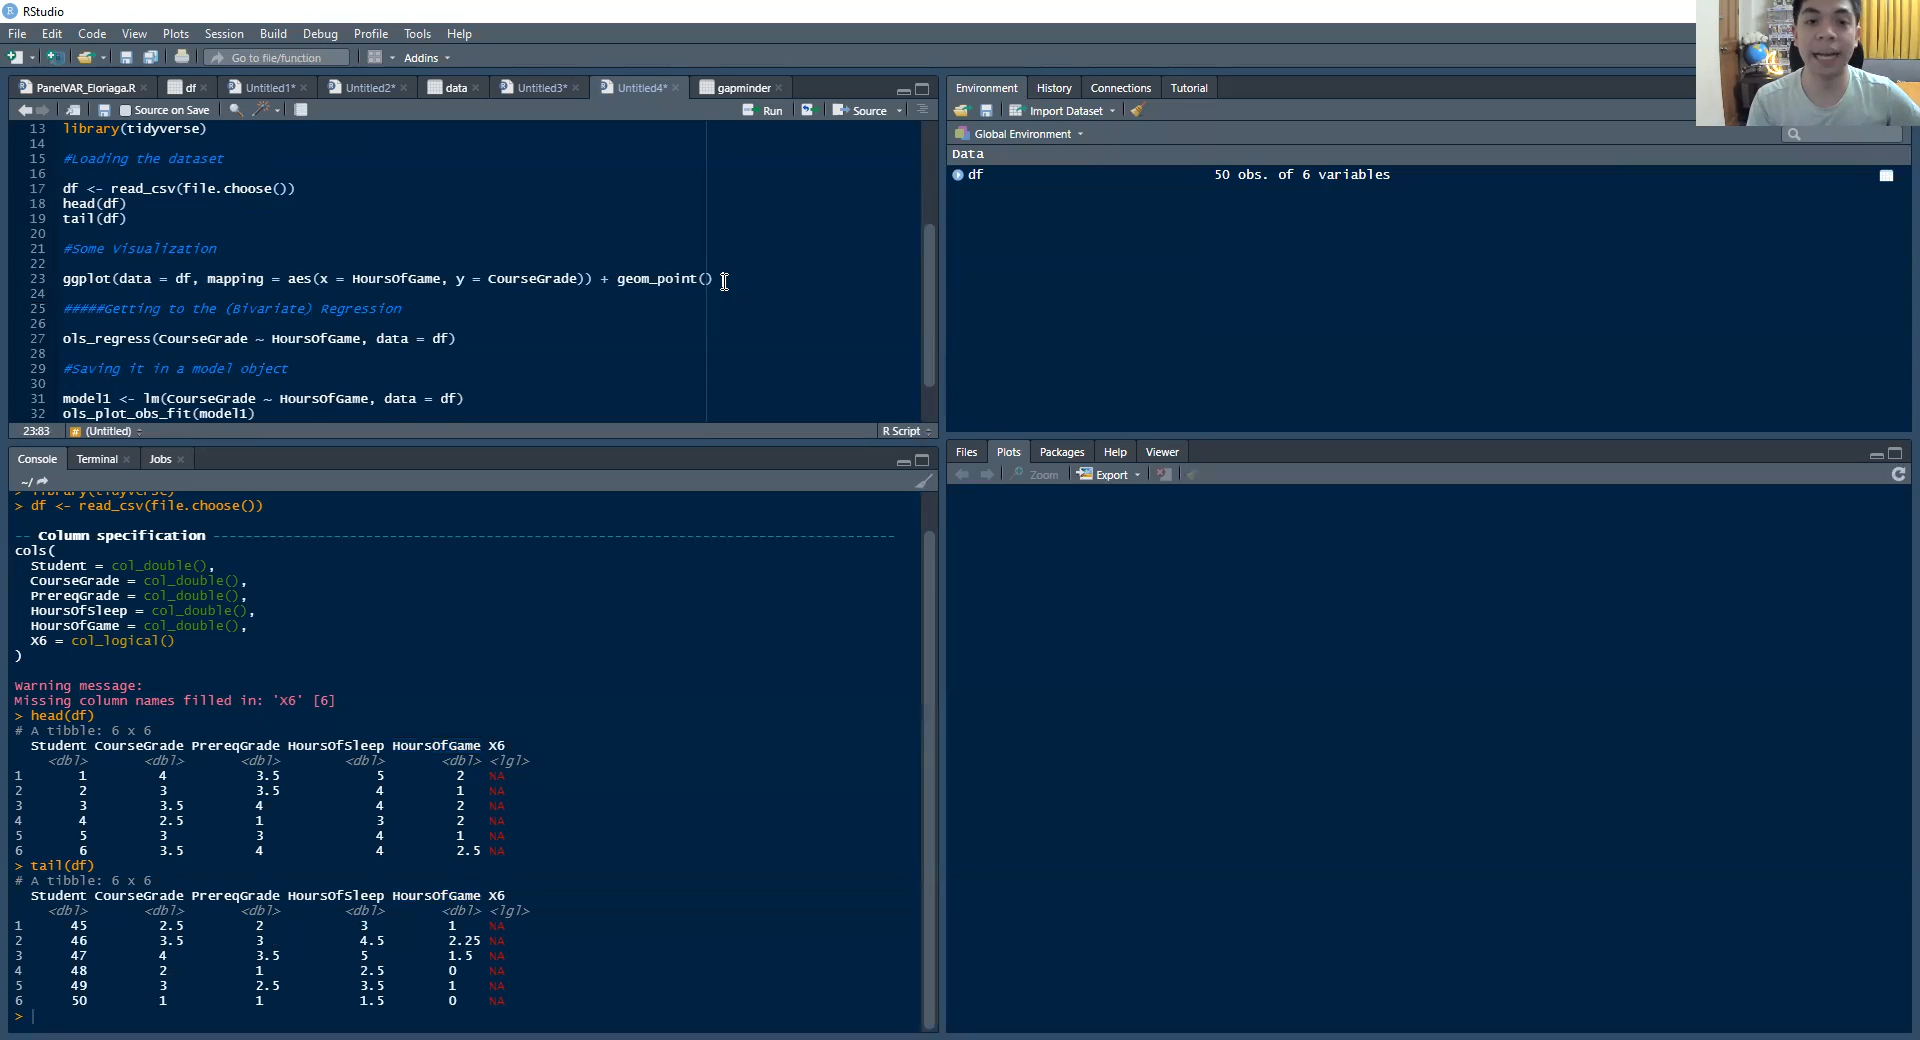 RStudio
File Edit Code View Plots Session Build Debug Profile Tools Help
Go to file/function Addins
PanelVAR_Eloriaga.R df Untitled1* Untitled2* data Untitled3* Untitled4* gapminder
Source on Save Run Source
13 library(tidyverse)
14
15 #Loading the dataset
16
17 df <- read_csv(file.choose())
18 head(df)
19 tail(df)
20
21 #Some Visualization
22
23 ggplot(data = df, mapping = aes(x = HoursOfGame, y = CourseGrade)) + geom_point()
24
25 #####Getting to the (Bivariate) Regression
26
27 ols_regress(CourseGrade ~ HoursOfGame, data = df)
28
29 #Saving it in a model object
30
31 model1 <- lm(CourseGrade ~ HoursOfGame, data = df)
32 ols_plot_obs_fit(model1)
23:83 # (Untitled) R Script
Console Terminal Jobs
~/
> library(tidyverse)
> df <- read_csv(file.choose())
-- Column specification --------------------------------------------------------------------------------------
cols(
Student = col_double(),
CourseGrade = col_double(),
PrereqGrade = col_double(),
HoursOfSleep = col_double(),
HoursOfGame = col_double(),
X6 = col_logical()
)
Warning message:
Missing column names filled in: 'X6' [6]
> head(df)
# A tibble: 6 x 6
Student CourseGrade PrereqGrade HoursOfSleep HoursOfGame X6
<dbl> <dbl> <dbl> <dbl> <dbl> <lgl>
1 1 4 3.5 5 2 NA
2 2 3 3.5 4 1 NA
3 3 3.5 4 4 2 NA
4 4 2.5 1 3 2 NA
5 5 3 3 4 1 NA
6 6 3.5 4 4 2.5 NA
> tail(df)
# A tibble: 6 x 6
Student CourseGrade PrereqGrade HoursOfSleep HoursOfGame X6
<dbl> <dbl> <dbl> <dbl> <dbl> <lgl>
1 45 2.5 2 3 1 NA
2 46 3.5 3 4.5 2.25 NA
3 47 4 3.5 5 1.5 NA
4 48 2 1 2.5 0 NA
5 49 3 2.5 3.5 1 NA
6 50 1 1 1.5 0 NA
>
Environment History Connections Tutorial
Import Dataset
Global Environment
Data
df 50 obs. of 6 variables
Files Plots Packages Help Viewer
Zoom Export